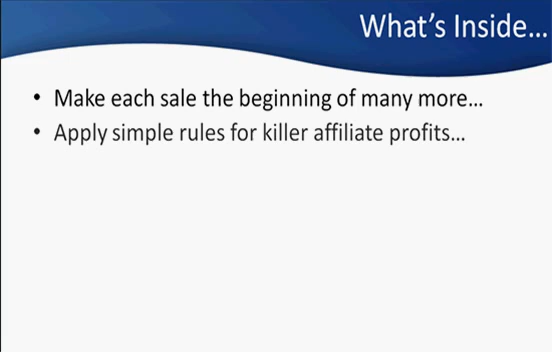 What's Inside...
• Make each sale the beginning of many more...
• Apply simple rules for killer affiliate profits...